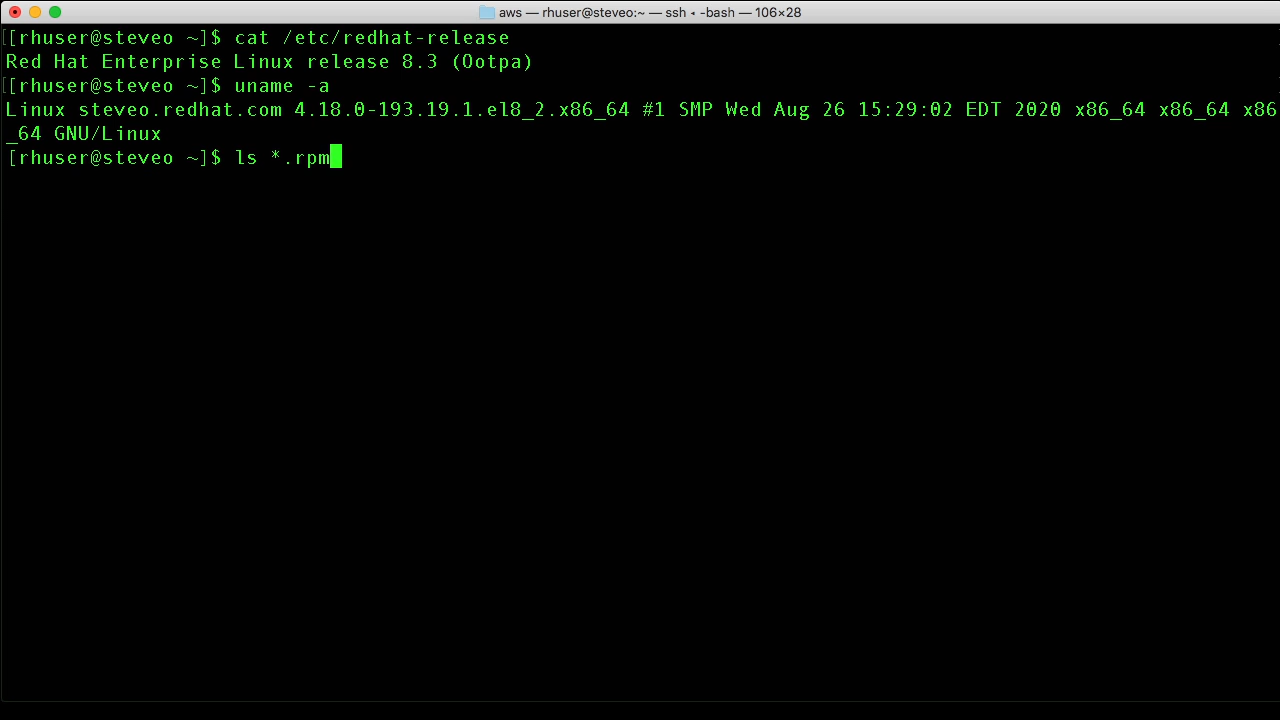 aws — rhuser@steveo:~ — ssh ◂ -bash — 106×28
[[rhuser@steveo ~]$ cat /etc/redhat-release
Red Hat Enterprise Linux release 8.3 (Ootpa)
[[rhuser@steveo ~]$ uname -a
Linux steveo.redhat.com 4.18.0-193.19.1.el8_2.x86_64 #1 SMP Wed Aug 26 15:29:02 EDT 2020 x86_64 x86_64 x86
_64 GNU/Linux
[rhuser@steveo ~]$ ls *.rpm